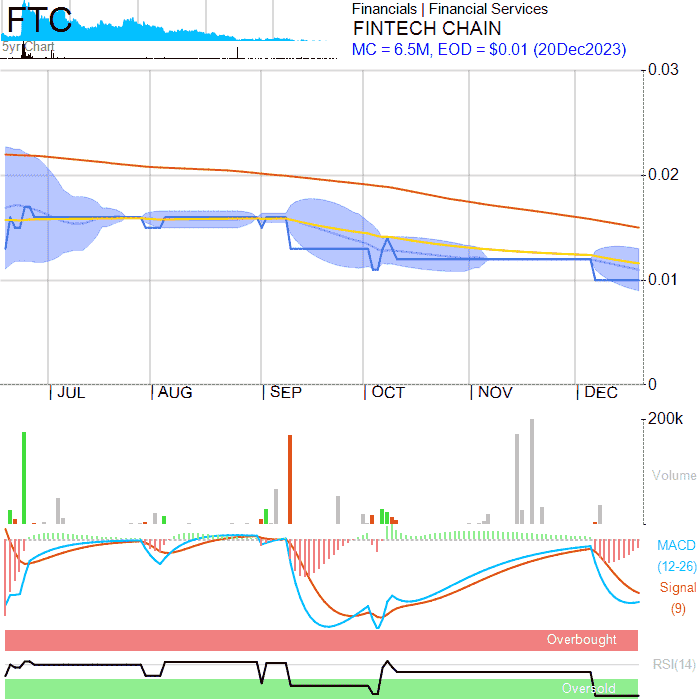 FTC
Financials | Financial Services
FINTECH CHAIN
MC = 6.5M, EOD = $0.01 (20Dec2023)
5yr Chart
0.03
0.02
0.01
0
JUL AUG SEP OCT NOV DEC
200k
Volume
MACD
(12-26)
Signal
(9)
Overbought
RSI(14)
Oversold